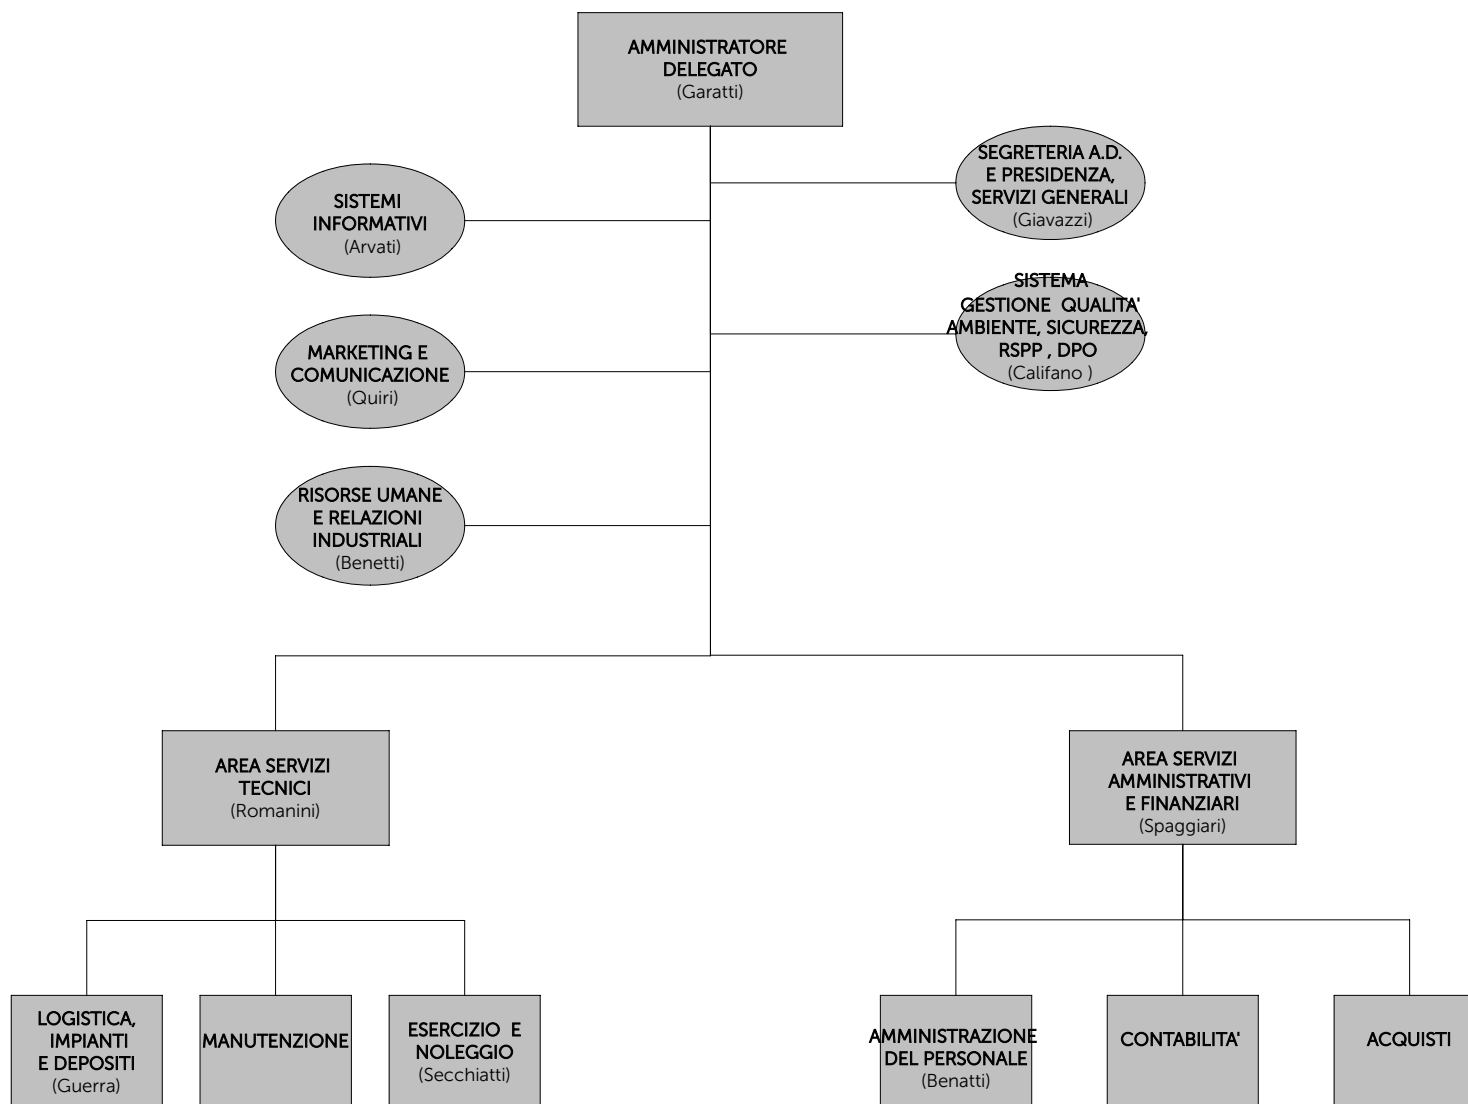 AMMINISTRATORE
DELEGATO
(Garatti)
SEGRETERIA A.D.
E PRESIDENZA,
SERVIZI GENERALI
(Giavazzi)
SISTEMI
INFORMATIVI
(Arvati)
SISTEMA
GESTIONE QUALITA'
AMBIENTE, SICUREZZA,
RSPP , DPO
(Califano )
MARKETING E
COMUNICAZIONE
(Quiri)
RISORSE UMANE
E RELAZIONI
INDUSTRIALI
(Benetti)
AREA SERVIZI
TECNICI
(Romanini)
AREA SERVIZI
AMMINISTRATIVI
E FINANZIARI
(Spaggiari)
LOGISTICA,
IMPIANTI
E DEPOSITI
(Guerra)
MANUTENZIONE
ESERCIZIO E
NOLEGGIO
(Secchiatti)
AMMINISTRAZIONE
DEL PERSONALE
(Benatti)
CONTABILITA'
ACQUISTI